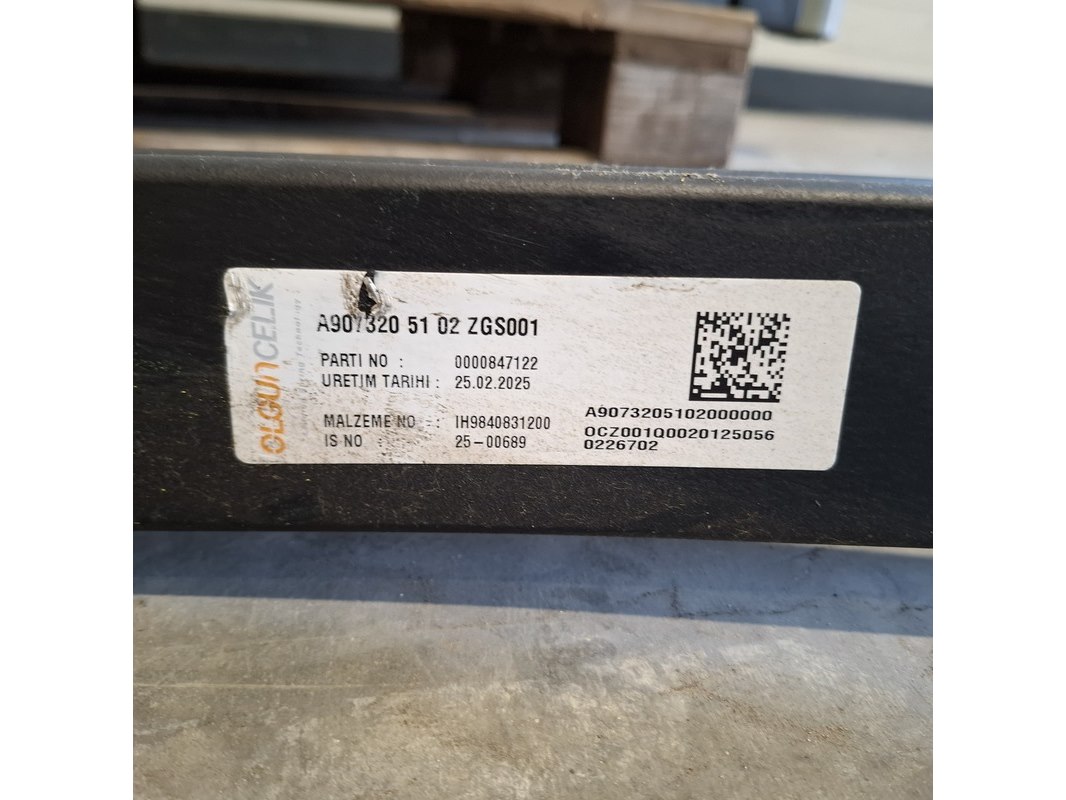 OLGUNCELIK
A907320 51 02 ZGS001
PARTI NO : 0000847122
URETIM TARIHI : 25.02.2025
MALZEME NO : IH9840831200
IS NO 25-00689
A9073205102000000
0CZ001Q0020125056
0226702